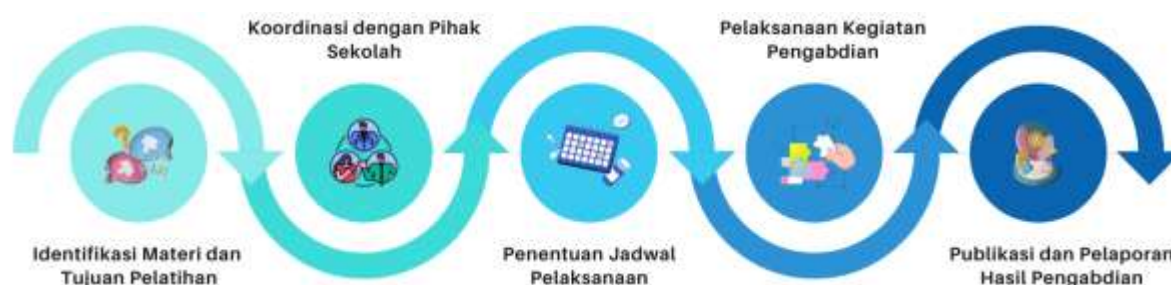 Identifikasi Materi dan
Tujuan Pelatihan
Koordinasi dengan Pihak
Sekolah
Penentuan Jadwal
Pelaksanaan
Pelaksanaan Kegiatan
Pengabdian
Publikasi dan Pelaporan
Hasil Pengabdian